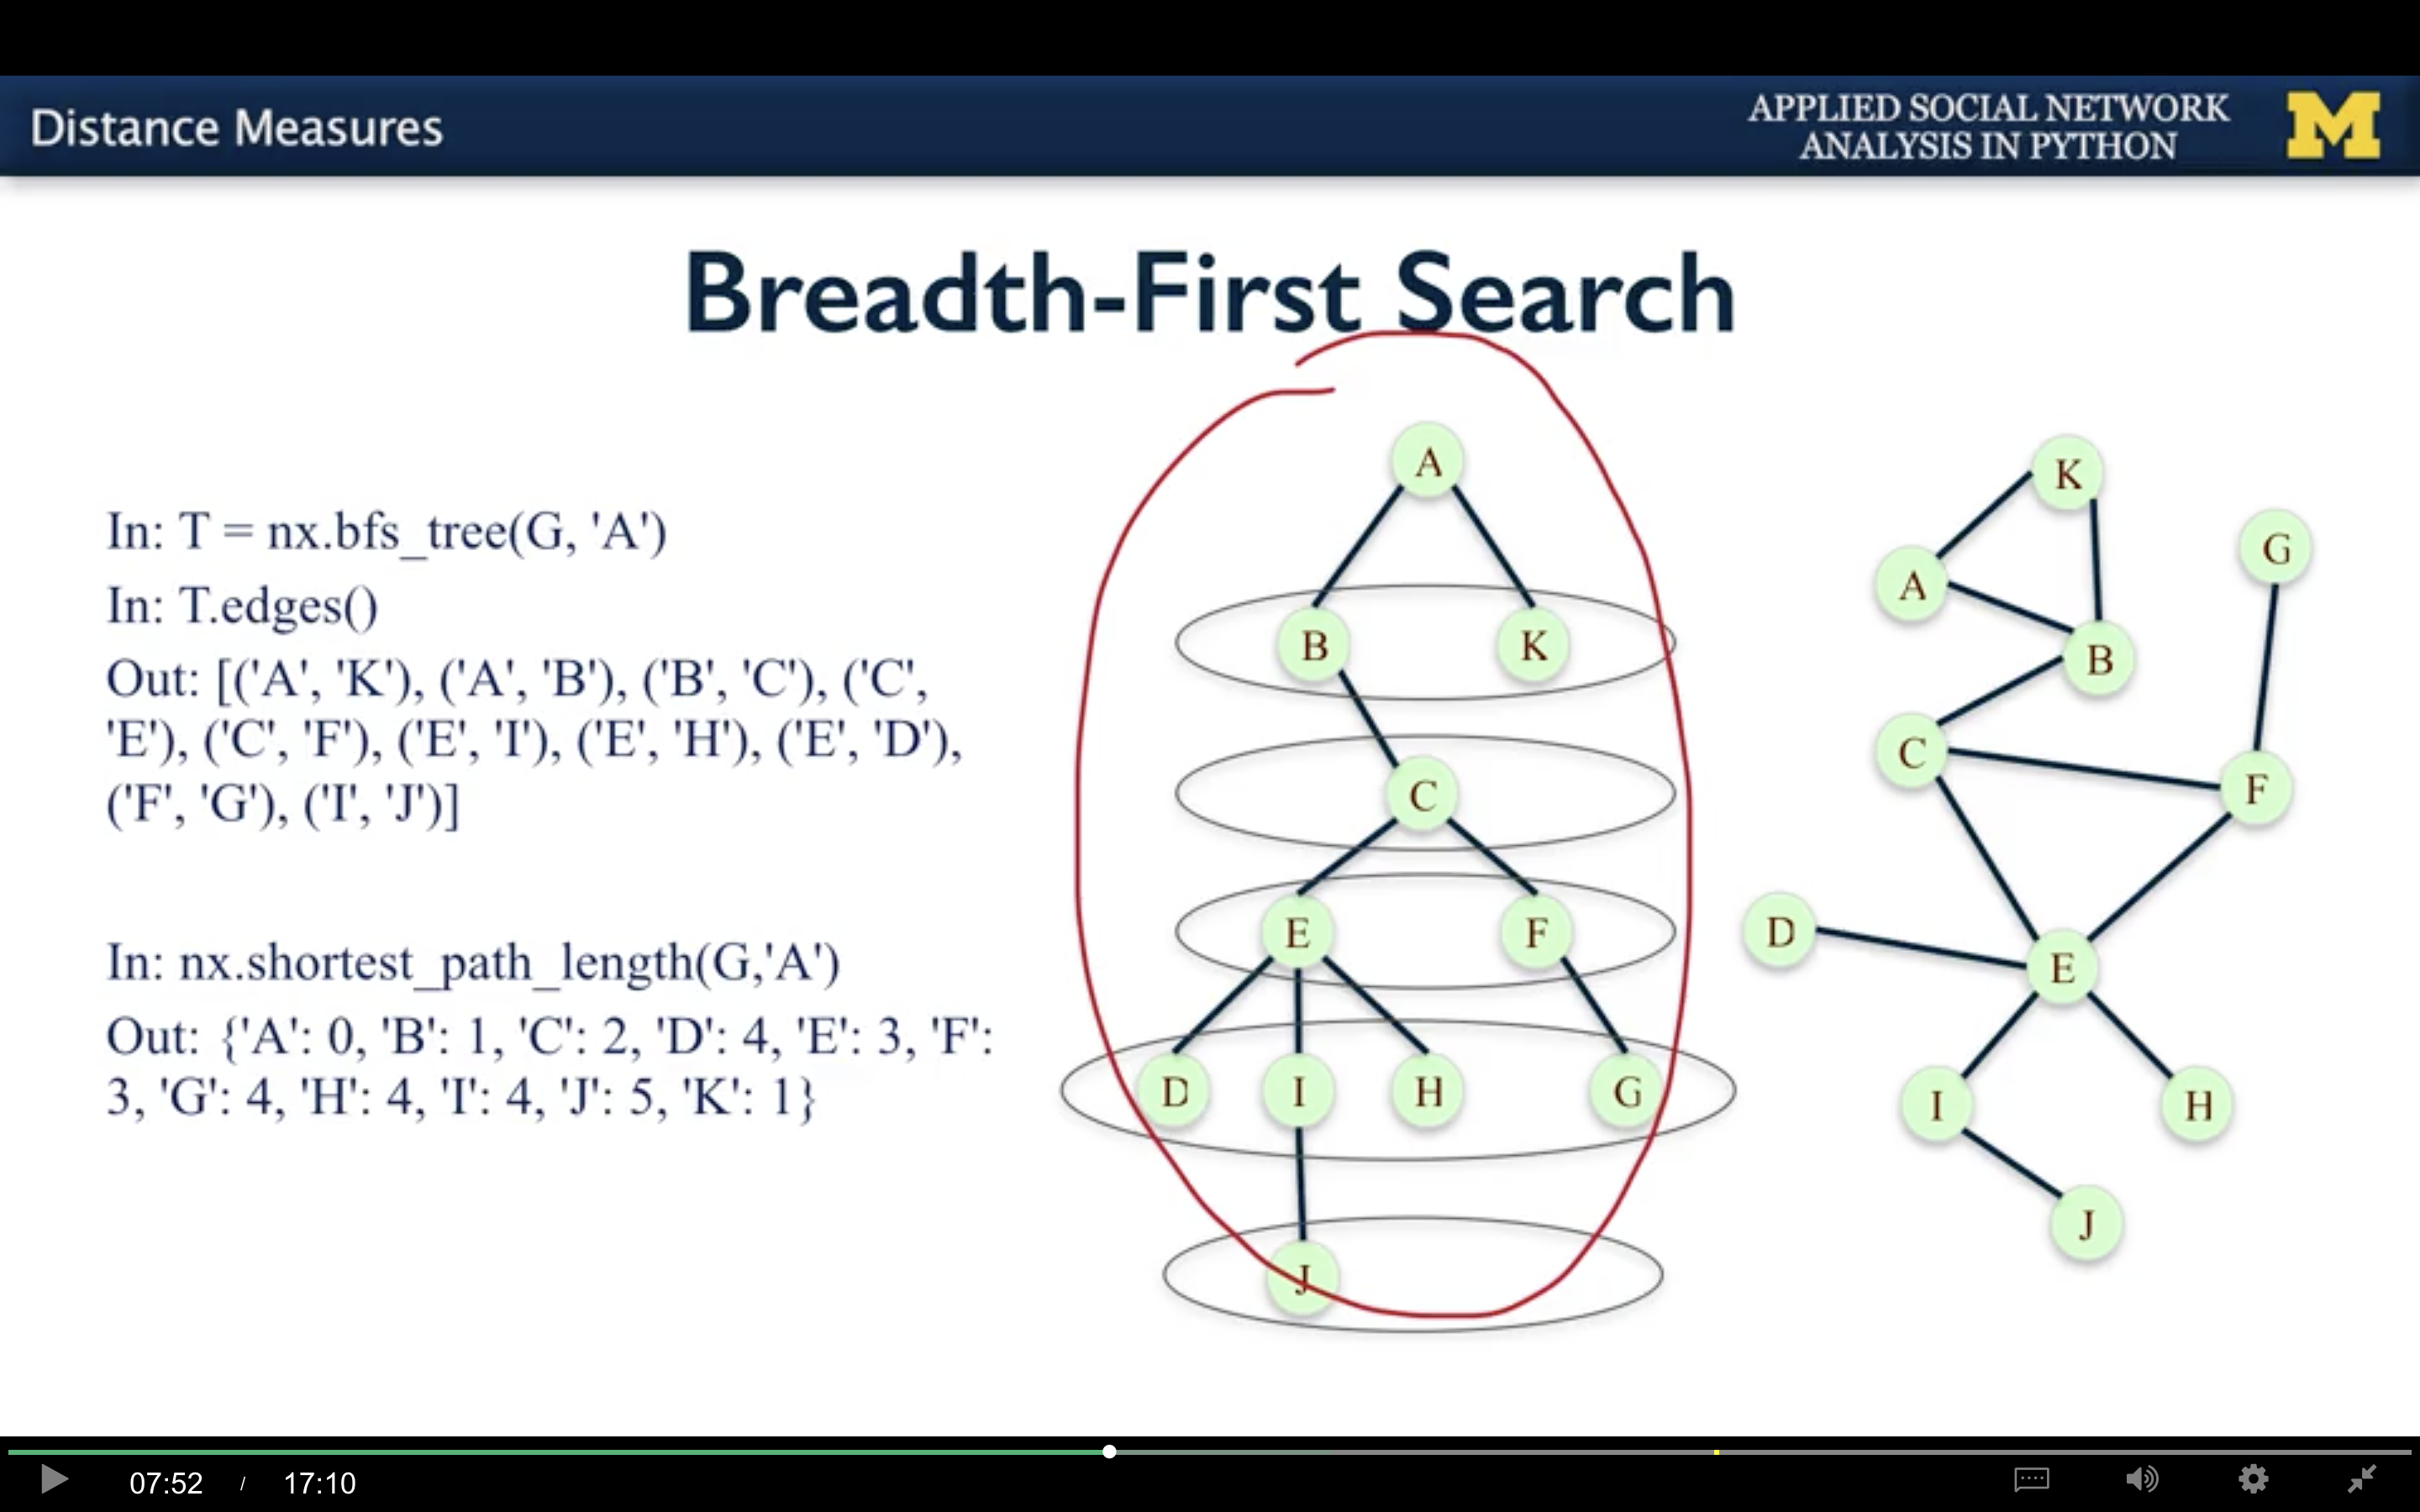 Distance Measures
APPLIED SOCIAL NETWORK
ANALYSIS IN PYTHON
M
Breadth-First Search
In: T = nx.bfs_tree(G, 'A')
In: T.edges()
Out: [('A', 'K'), ('A', 'B'), ('B', 'C'), ('C',
'E'), ('C', 'F'), ('E', 'I'), ('E', 'H'), ('E', 'D'),
('F', 'G'), ('I', 'J')]
In: nx.shortest_path_length(G,'A')
Out: {'A': 0, 'B': 1, 'C': 2, 'D': 4, 'E': 3, 'F':
3, 'G': 4, 'H': 4, 'I': 4, 'J': 5, 'K': 1}
A
B K
C
E F
D I H G
J
K
G
A
B
C
F
D
E
I
H
J
07:52 / 17:10